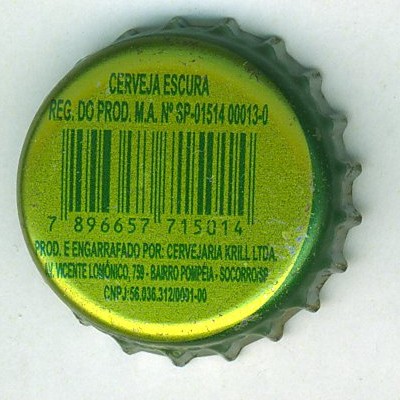 CERVEJA ESCURA
REG. DO PROD. M.A. Nº SP-01514 00013-0
7 896657 715014
PROD. E ENGARRAFADO POR: CERVEJARIA KRILL LTDA.
AV. VICENTE LOMÔNICO, 759 - BAIRRO POMPÉIA - SOCORRO/SP
CNPJ:56.036.312/0001-00